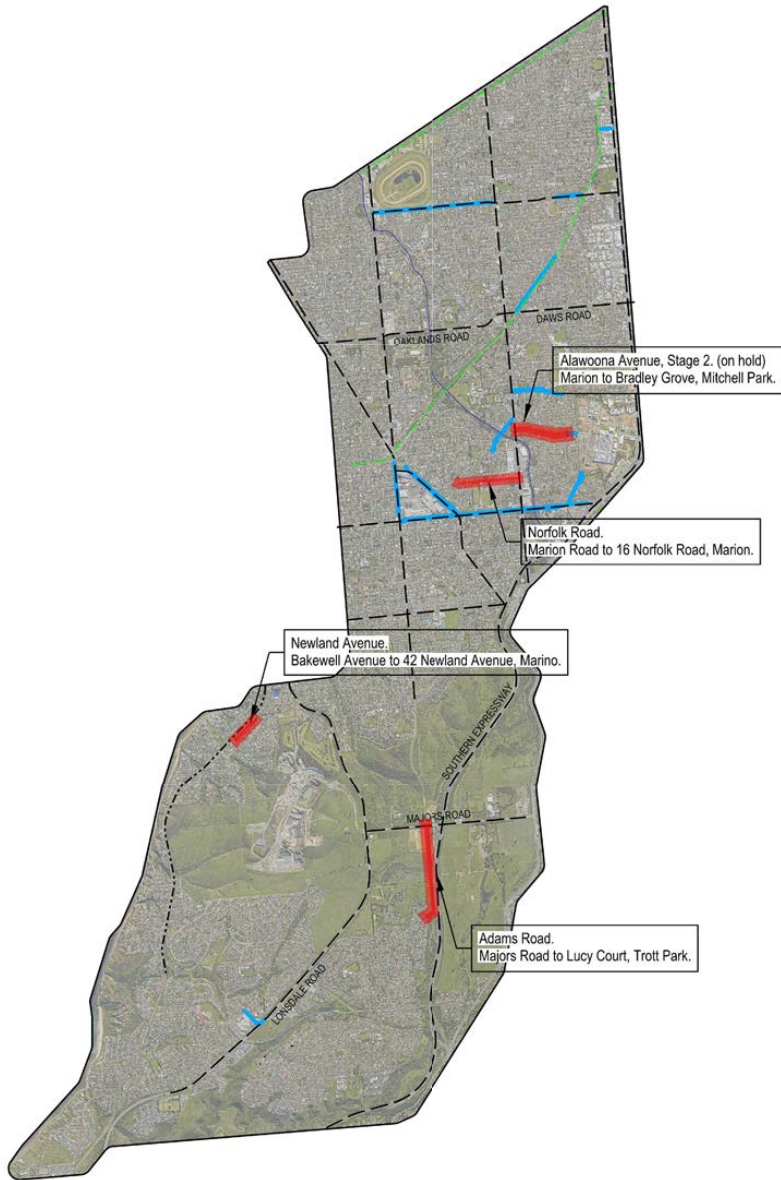 OAKLANDS ROAD
DAWS ROAD
Alawoona Avenue, Stage 2. (on hold)
Marion to Bradley Grove, Mitchell Park.
Norfolk Road.
Marion Road to 16 Norfolk Road, Marion.
Newland Avenue.
Bakewell Avenue to 42 Newland Avenue, Marino.
SOUTHERN EXPRESSWAY
MAJORS ROAD
Adams Road.
Majors Road to Lucy Court, Trott Park.
LONSDALE ROAD